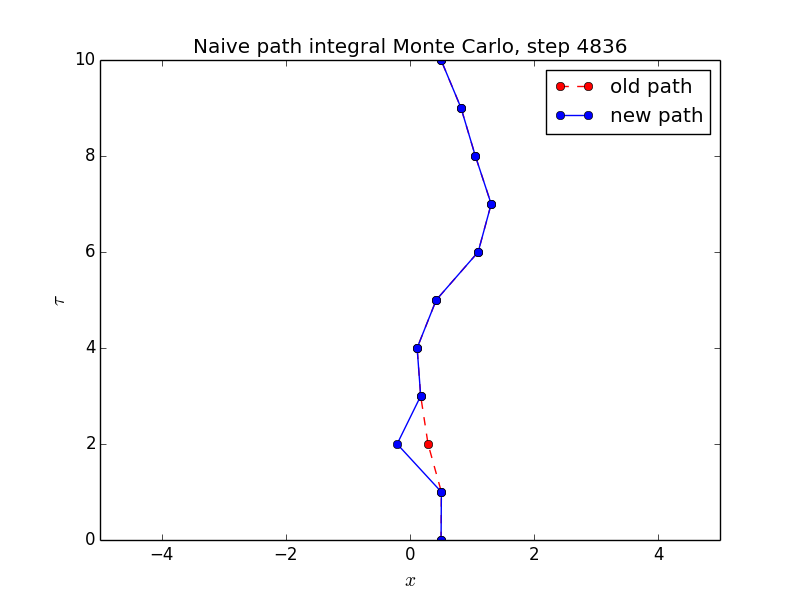 Naive path integral Monte Carlo, step 4836
old path
new path
10
8
6
4
2
0
τ
−4
−2
0
2
4
x